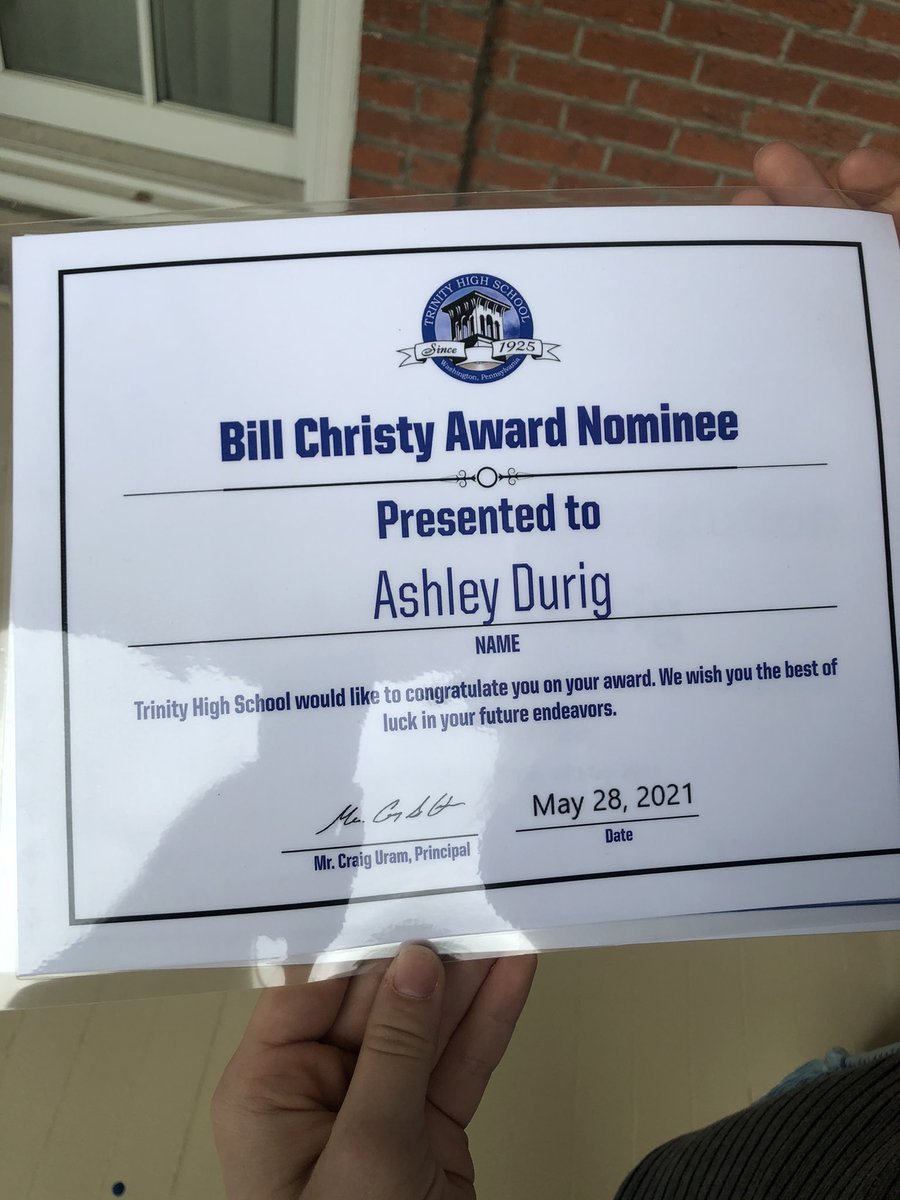 TRINITY HIGH SCHOOL
Since 1925
Washington, Pennsylvania
Bill Christy Award Nominee
Presented to
Ashley Durig
NAME
Trinity High School would like to congratulate you on your award. We wish you the best of
luck in your future endeavors.
May 28, 2021
Mr. Craig Uram, Principal
Date